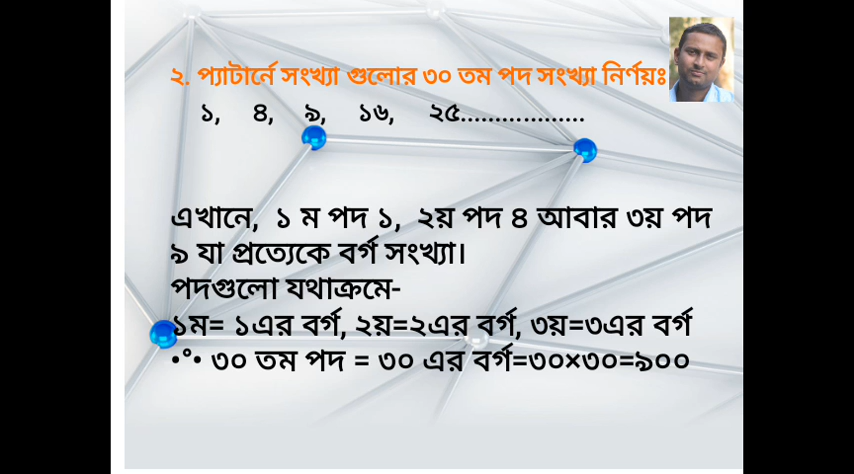 ২. প্যাটার্নে সংখ্যা গুলোর ৩০ তম পদ সংখ্যা নির্ণয়ঃ
১, ৪, ৯, ১৬, ২৫..................
এখানে, ১ ম পদ ১, ২য় পদ ৪ আবার ৩য় পদ
৯ যা প্রত্যেকে বর্গ সংখ্যা।
পদগুলো যথাক্রমে-
১ম= ১এর বর্গ, ২য়=২এর বর্গ, ৩য়=৩এর বর্গ
•°• ৩০ তম পদ = ৩০ এর বর্গ=৩০×৩০=৯০০